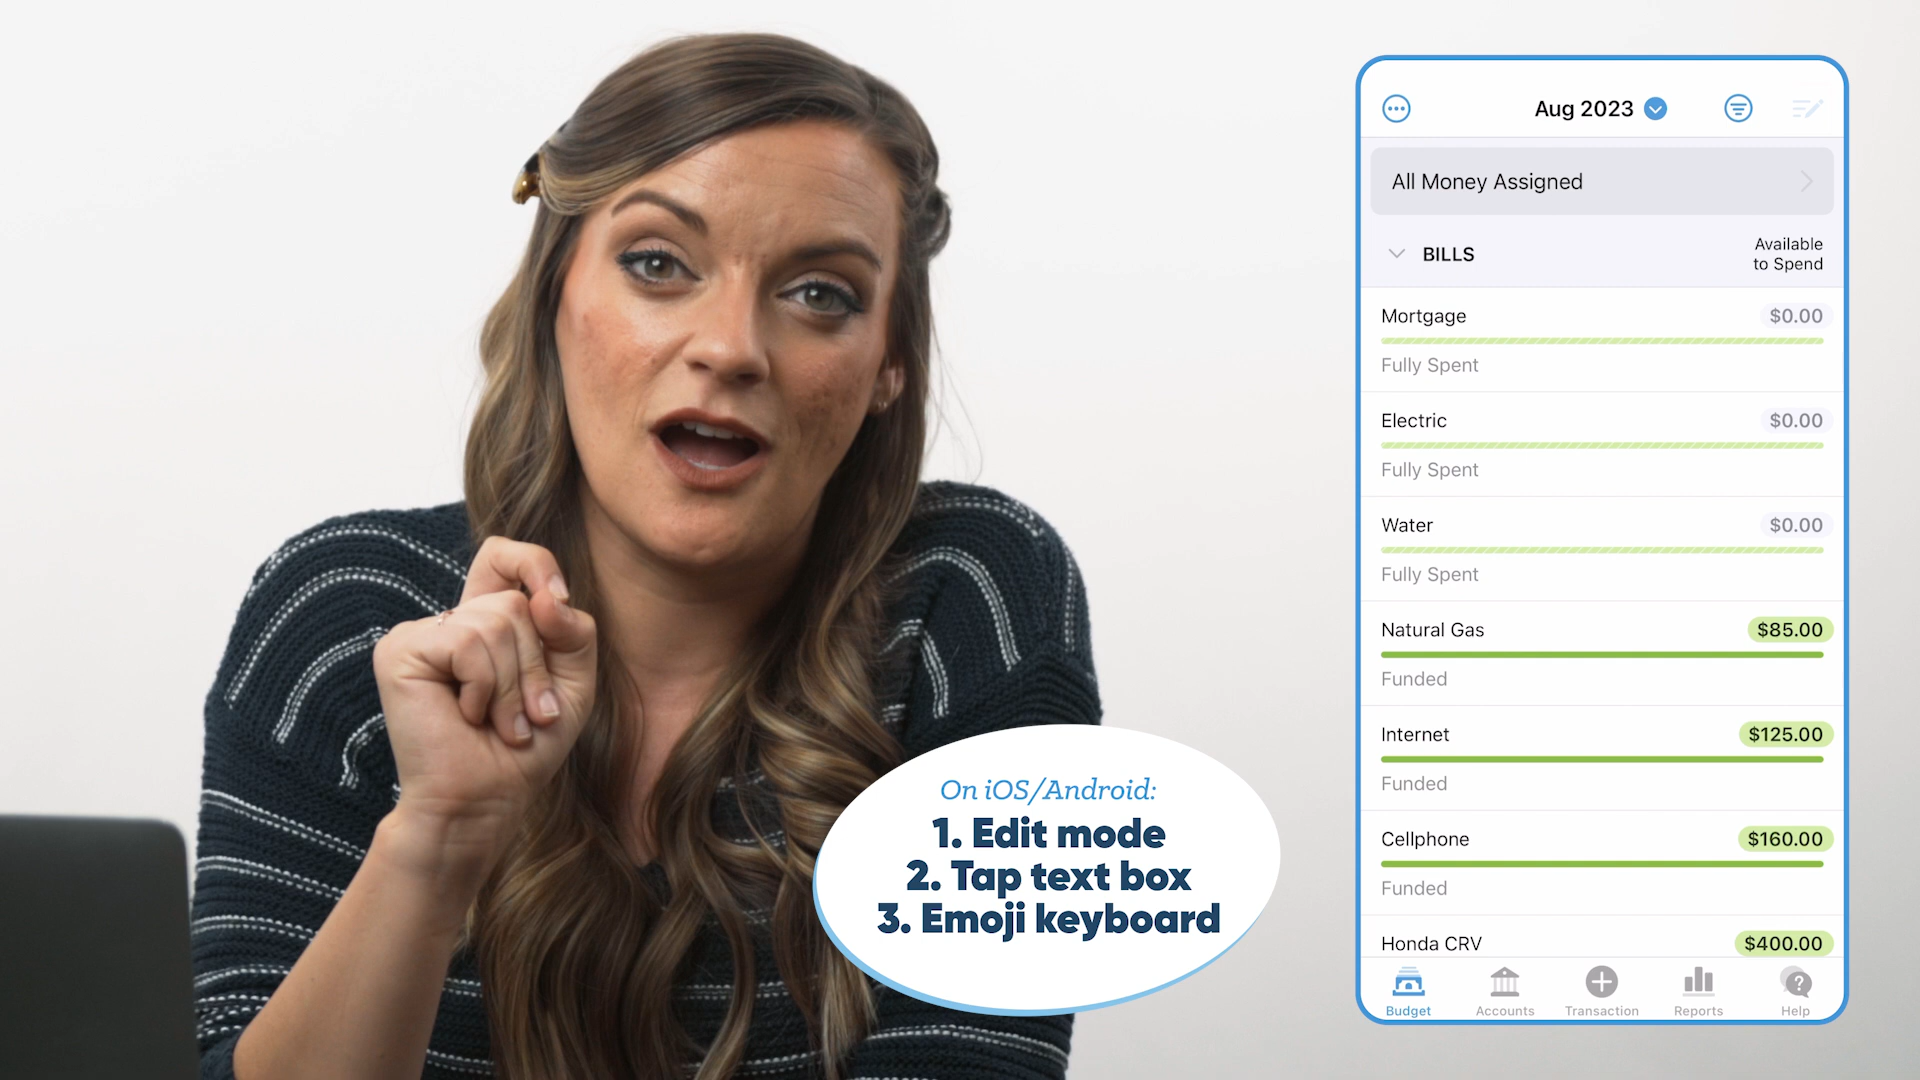 On iOS/Android:
1. Edit mode
2. Tap text box
3. Emoji keyboard
Aug 2023
All Money Assigned
BILLS
Available
to Spend
Mortgage
$0.00
Fully Spent
Electric
$0.00
Fully Spent
Water
$0.00
Fully Spent
Natural Gas
$85.00
Funded
Internet
$125.00
Funded
Cellphone
$160.00
Funded
Honda CRV
$400.00
Budget
Accounts
Transaction
Reports
Help